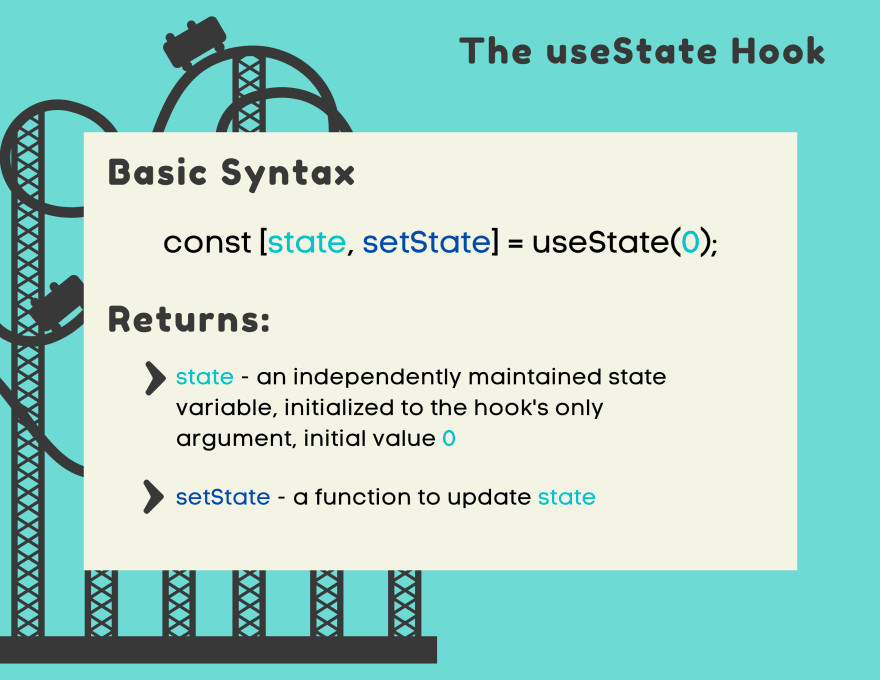 The useState Hook
Basic Syntax
const [state, setState] = useState(0);
Returns:
state - an independently maintained state
variable, initialized to the hook's only
argument, initial value 0
setState - a function to update state